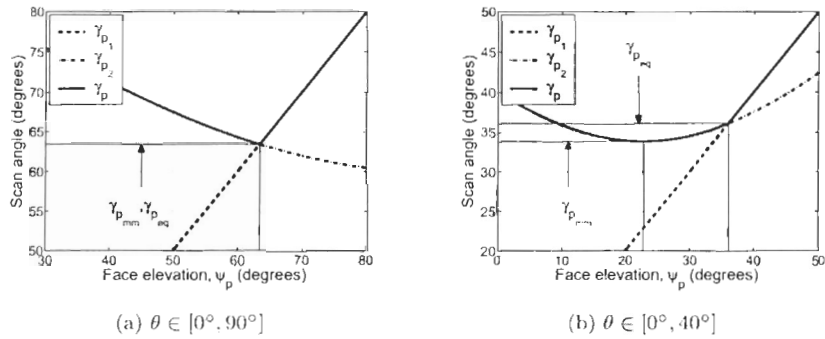 80
75
70
65
60
55
50
Scan angle (degrees)
γp1
γp2
γp
γpmm , γpeq
30
40
50
60
70
80
Face elevation, ψp (degrees)
(a) θ ∈ [0°, 90°]
50
45
40
35
30
25
20
Scan angle (degrees)
γp1
γp2
γp
γpeq
γpmm
0
10
20
30
40
50
Face elevation, ψp (degrees)
(b) θ ∈ [0°, 40°]